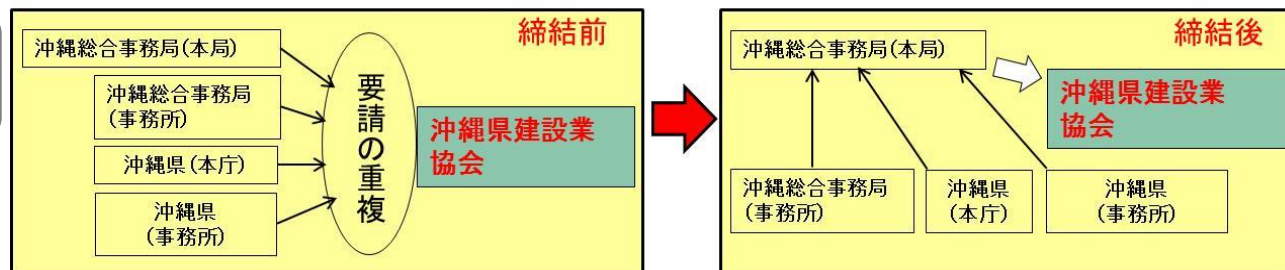 締結前
沖縄総合事務局(本局)
沖縄総合事務局
(事務所)
沖縄県(本庁)
沖縄県
(事務所)
要請の重複
沖縄県建設業
協会
締結後
沖縄総合事務局(本局)
沖縄県建設業
協会
沖縄総合事務局
(事務所)
沖縄県
(本庁)
沖縄県
(事務所)